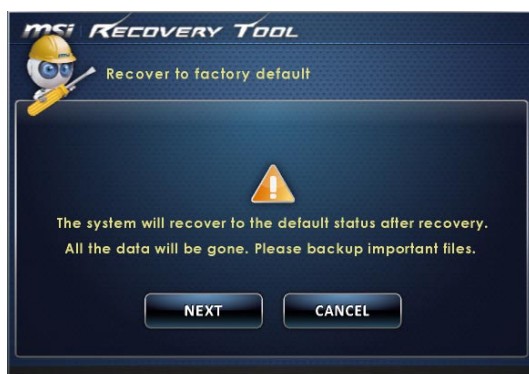 msi Recovery Tool
Recover to factory default
The system will recover to the default status after recovery.
All the data will be gone. Please backup important files.
NEXT
CANCEL